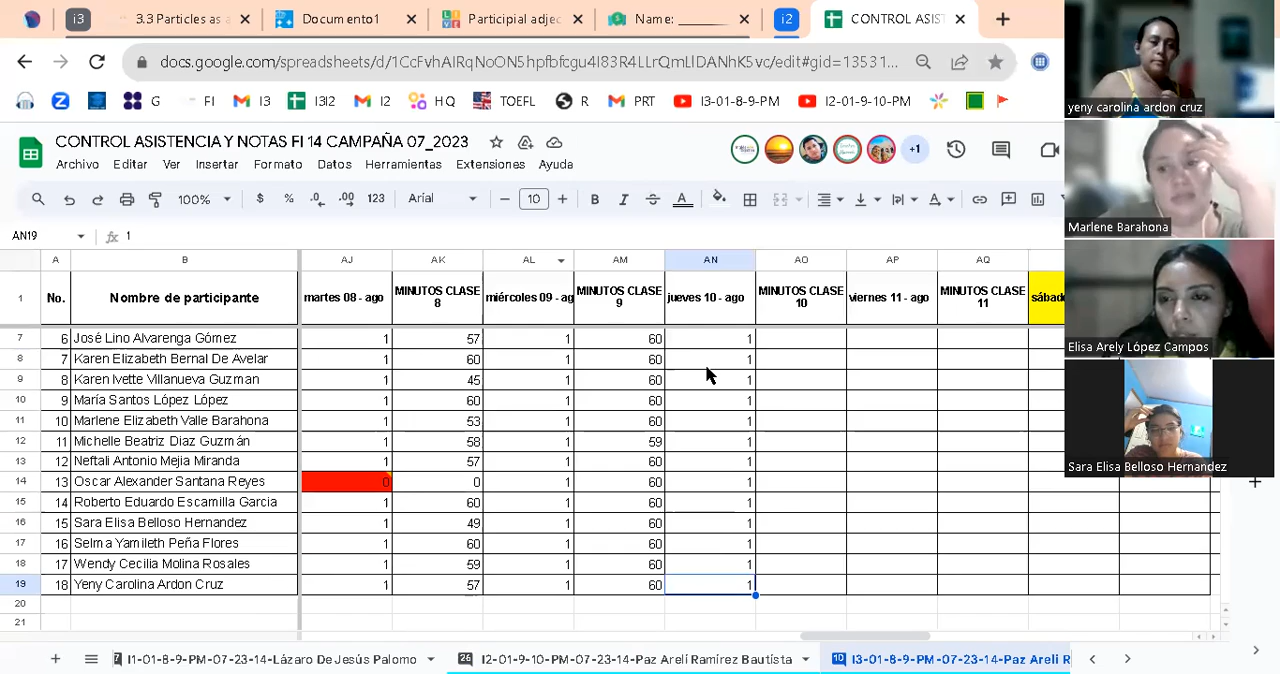 i3 3.3 Particles as a Documento1 Participial adjec Name: _______ i2 CONTROL ASIST
docs.google.com/spreadsheets/d/1CcFvhAIRqNoON5hpfbfcgu4I83R4LLrQmLlDANhK5vc/edit#gid=13531...
G FI I3 I3I2 I2 HQ TOEFL R PRT I3-01-8-9-PM I2-01-9-10-PM
CONTROL ASISTENCIA Y NOTAS FI 14 CAMPAÑA 07_2023
+1
Archivo Editar Ver Insertar Formato Datos Herramientas Extensiones Ayuda
100% $ % .0 .00 123 Arial 10 B I A
AN19 fx 1
A B AJ AK AL AM AN AO AP AQ
1 No. Nombre de participante martes 08 - ago MINUTOS CLASE 8 miércoles 09 - ag MINUTOS CLASE 9 jueves 10 - ago MINUTOS CLASE 10 viernes 11 - ago MINUTOS CLASE 11 sábado
7 6 José Lino Alvarenga Gómez 1 57 1 60 1
8 7 Karen Elizabeth Bernal De Avelar 1 60 1 60 1
9 8 Karen Ivette Villanueva Guzman 1 45 1 60 1
10 9 María Santos López López 1 60 1 60 1
11 10 Marlene Elizabeth Valle Barahona 1 53 1 60 1
12 11 Michelle Beatriz Diaz Guzmán 1 58 1 59 1
13 12 Neftali Antonio Mejia Miranda 1 57 1 60 1
14 13 Oscar Alexander Santana Reyes 0 0 1 60 1
15 14 Roberto Eduardo Escamilla Garcia 1 60 1 60 1
16 15 Sara Elisa Belloso Hernandez 1 49 1 60 1
17 16 Selma Yamileth Peña Flores 1 60 1 60 1
18 17 Wendy Cecilia Molina Rosales 1 59 1 60 1
19 18 Yeny Carolina Ardon Cruz 1 57 1 60 1
20
21
I1-01-8-9-PM-07-23-14-Lázaro De Jesús Palomo 26 I2-01-9-10-PM-07-23-14-Paz Arelí Ramírez Bautista 10 I3-01-8-9-PM-07-23-14-Paz Areli R
yeny carolina ardon cruz
Marlene Barahona
Elisa Arely López Campos
Sara Elisa Belloso Hernandez